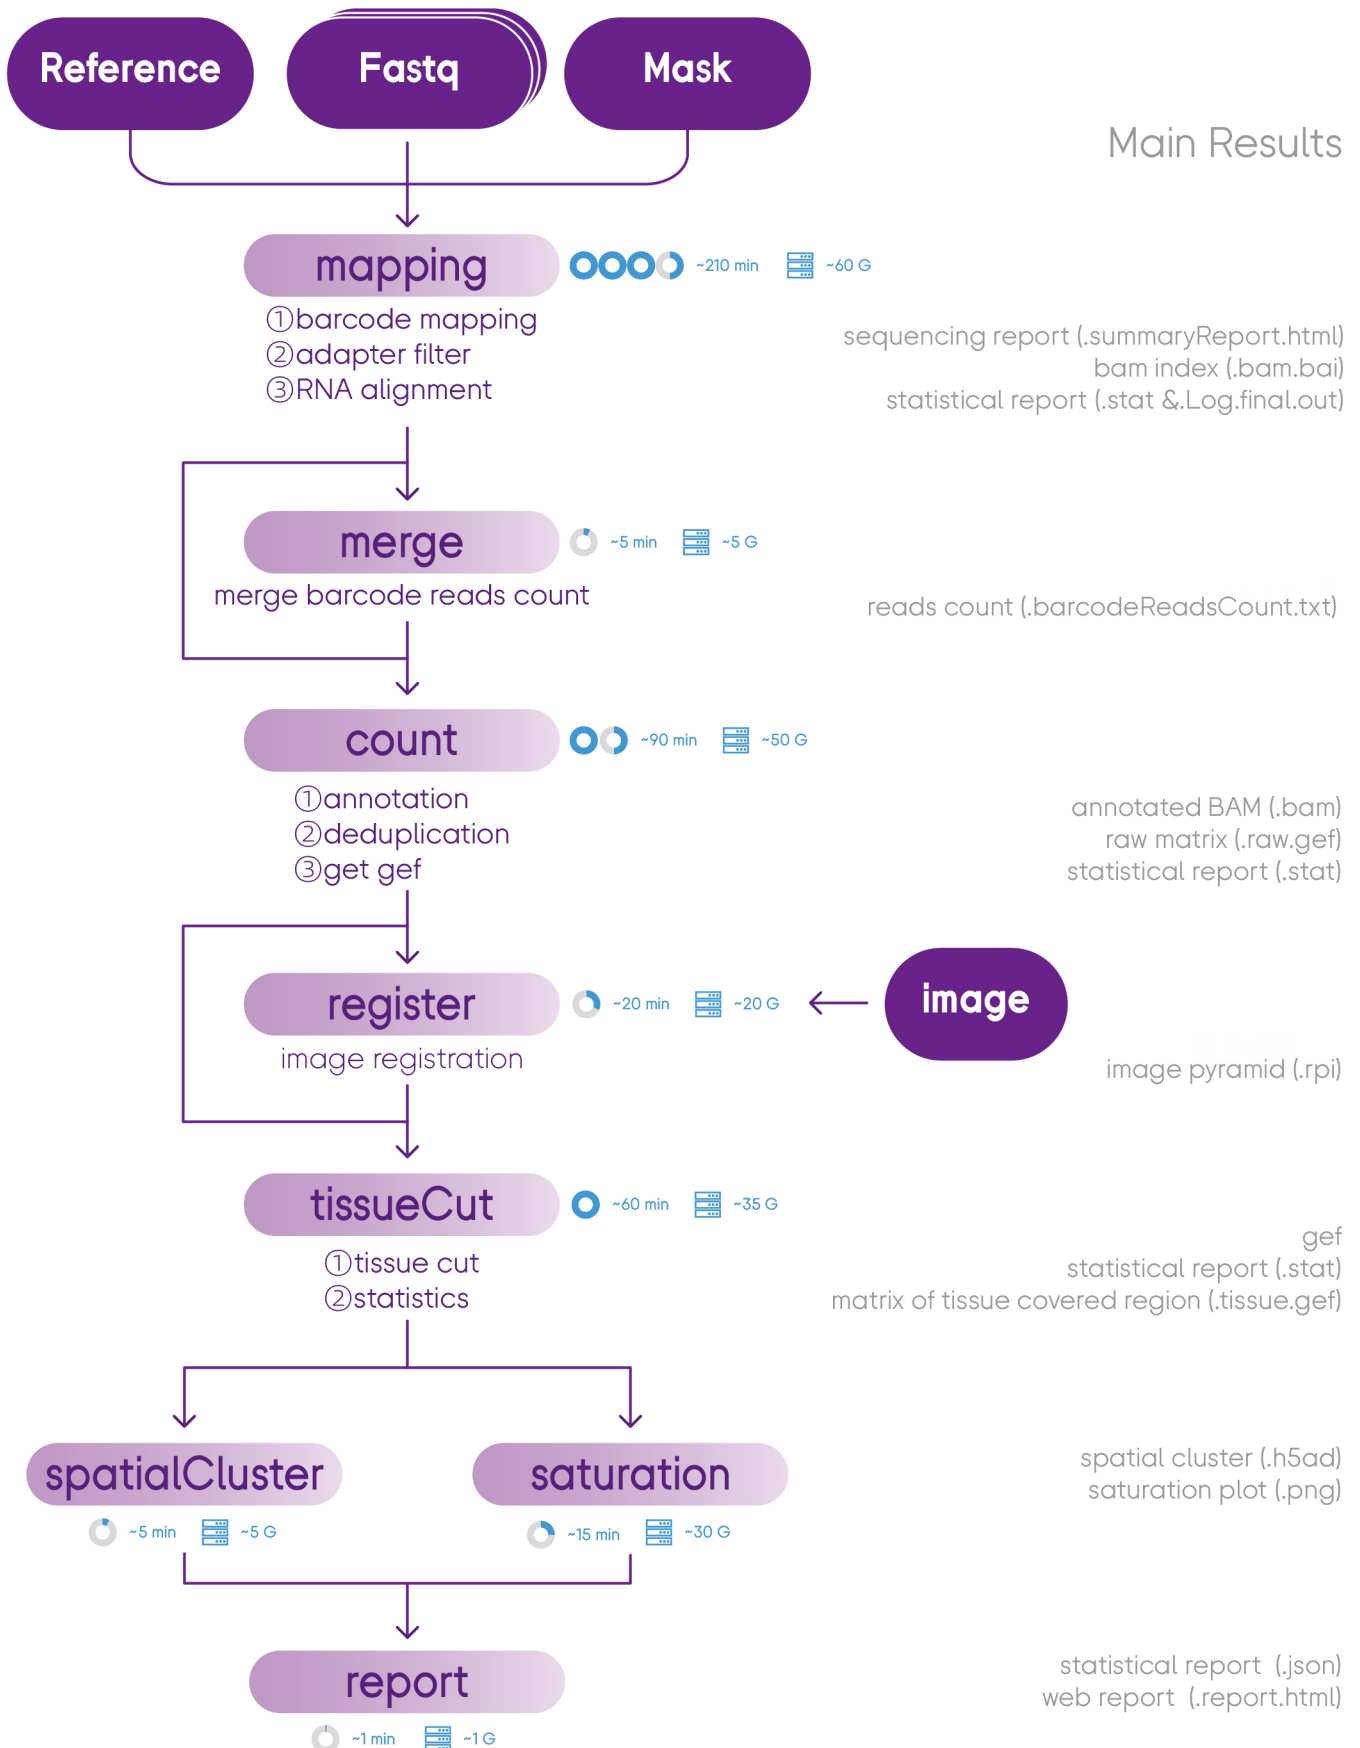 Reference
Fastq
Mask
Main Results
mapping
~210 min
~60 G
①barcode mapping
②adapter filter
③RNA alignment
sequencing report (.summaryReport.html)
bam index (.bam.bai)
statistical report (.stat &.Log.final.out)
merge
~5 min
~5 G
merge barcode reads count
reads count (.barcodeReadsCount.txt)
count
~90 min
~50 G
①annotation
②deduplication
③get gef
annotated BAM (.bam)
raw matrix (.raw.gef)
statistical report (.stat)
register
~20 min
~20 G
image
image registration
image pyramid (.rpi)
tissueCut
~60 min
~35 G
①tissue cut
②statistics
gef
statistical report (.stat)
matrix of tissue covered region (.tissue.gef)
spatialCluster
~5 min
~5 G
saturation
~15 min
~30 G
spatial cluster (.h5ad)
saturation plot (.png)
report
~1 min
~1 G
statistical report (.json)
web report (.report.html)